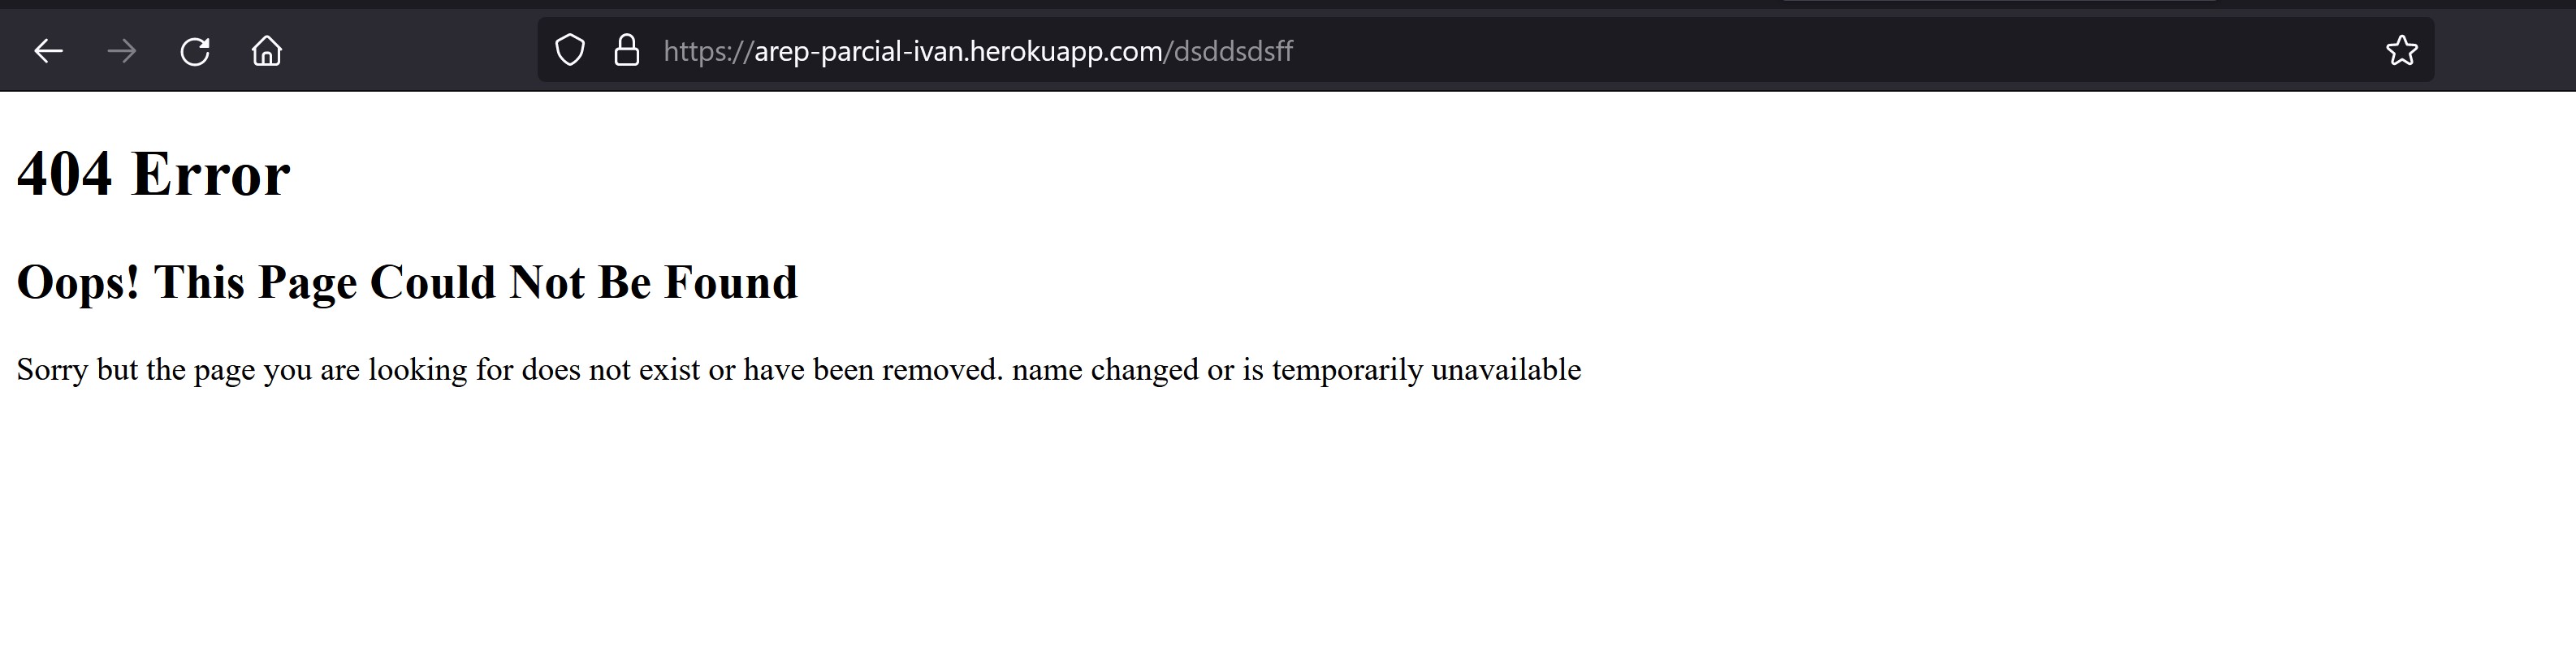 https://arep-parcial-ivan.herokuapp.com/dsddsdsff
404 Error
Oops! This Page Could Not Be Found
Sorry but the page you are looking for does not exist or have been removed. name changed or is temporarily unavailable